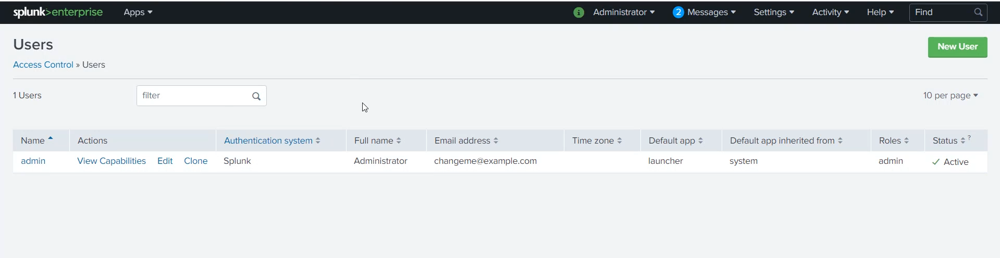 splunk>enterprise Apps Administrator 2 Messages Settings Activity Help Find
Users
New User
Access Control » Users
1 Users filter 10 per page
Name Actions Authentication system Full name Email address Time zone Default app Default app inherited from Roles Status ?
admin View Capabilities Edit Clone Splunk Administrator changeme@example.com launcher system admin Active